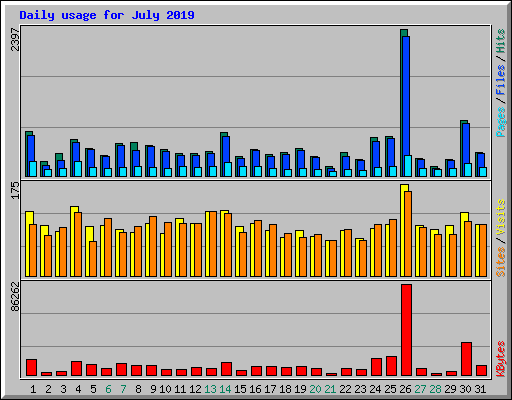 Daily usage for July 2019
2397
Pages / Files / Hits
175
Sites / Visits
86262
KBytes
1 2 3 4 5 6 7 8 9 10 11 12 13 14 15 16 17 18 19 20 21 22 23 24 25 26 27 28 29 30 31